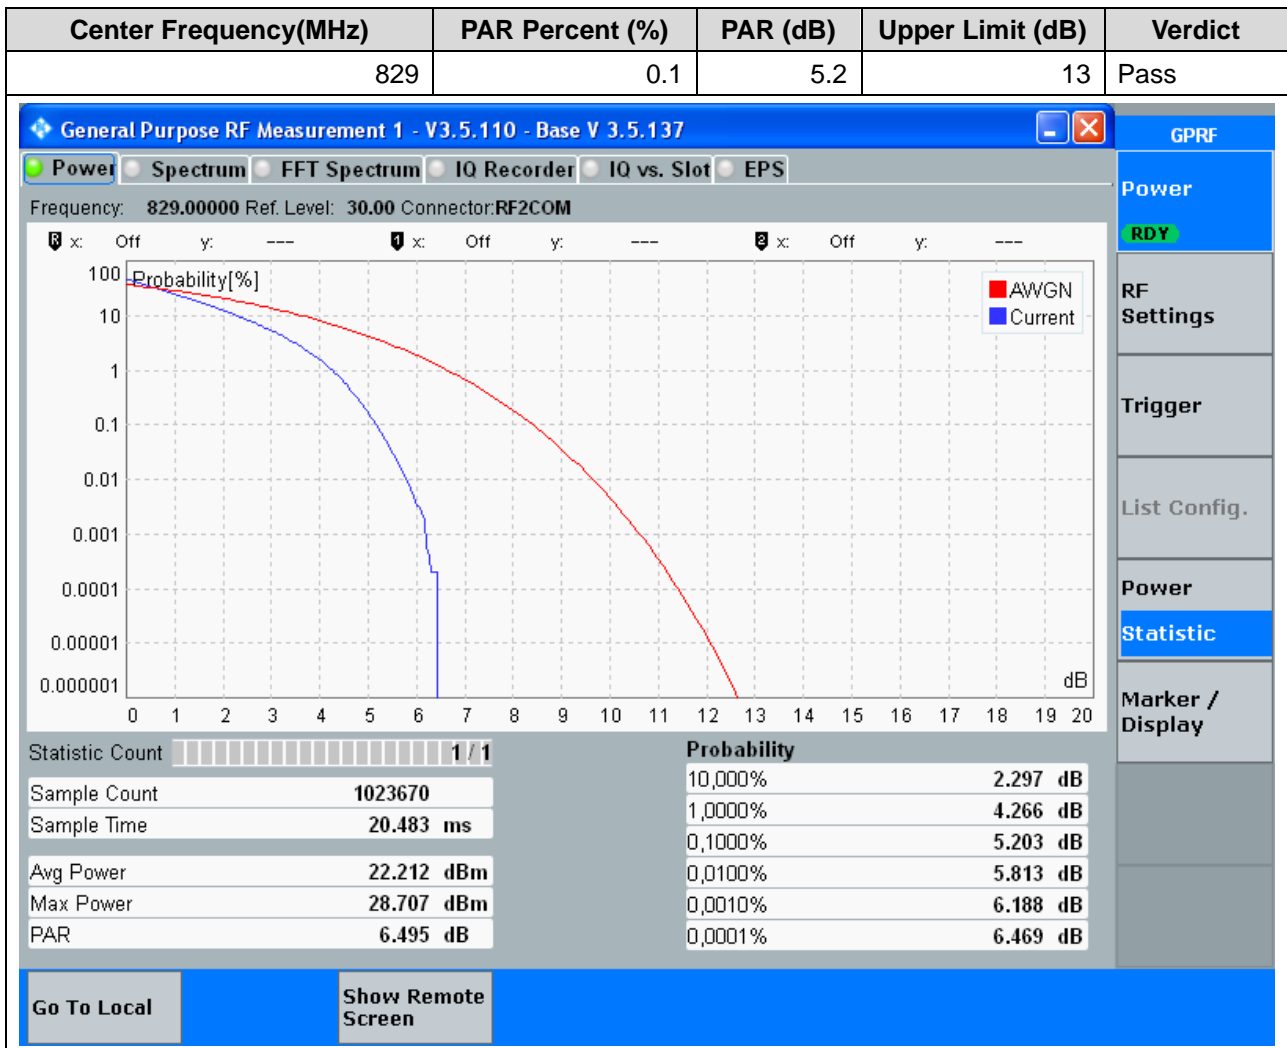 Center Frequency(MHz) PAR Percent (%) PAR (dB) Upper Limit (dB) Verdict
829 0.1 5.2 13 Pass
General Purpose RF Measurement 1 - V3.5.110 - Base V 3.5.137
GPRF
Power Spectrum FFT Spectrum IQ Recorder IQ vs. Slot EPS
Frequency: 829.00000 Ref. Level: 30.00 Connector:RF2COM
R x: Off y: --- 1 x: Off y: --- 2 x: Off y: ---
Probability[%]
AWGN
Current
100
10
1
0.1
0.01
0.001
0.0001
0.00001
0.000001
dB
0 1 2 3 4 5 6 7 8 9 10 11 12 13 14 15 16 17 18 19 20
Statistic Count 1 / 1
Sample Count 1023670
Sample Time 20.483 ms
Avg Power 22.212 dBm
Max Power 28.707 dBm
PAR 6.495 dB
Probability
10,000% 2.297 dB
1,0000% 4.266 dB
0,1000% 5.203 dB
0,0100% 5.813 dB
0,0010% 6.188 dB
0,0001% 6.469 dB
Power
RDY
RF
Settings
Trigger
List Config.
Power
Statistic
Marker /
Display
Go To Local
Show Remote
Screen